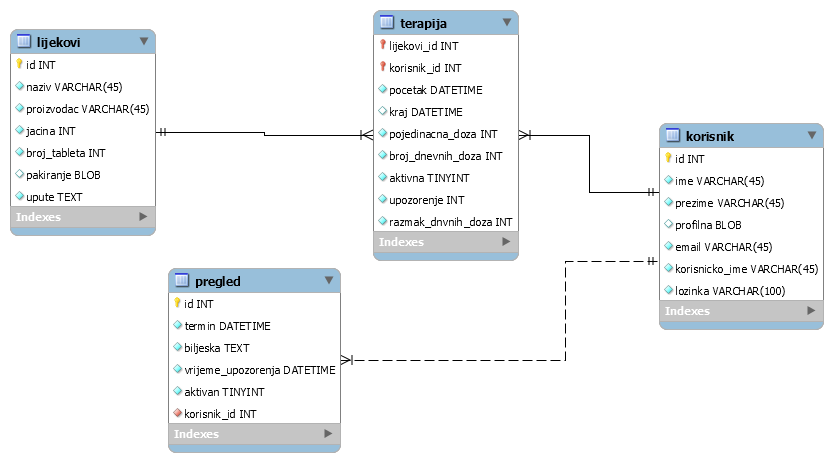 lijekovi
id INT
naziv VARCHAR(45)
proizvodac VARCHAR(45)
jacina INT
broj_tableta INT
pakiranje BLOB
upute TEXT
Indexes
terapija
lijekovi_id INT
korisnik_id INT
pocetak DATETIME
kraj DATETIME
pojedinacna_doza INT
broj_dnevnih_doza INT
aktivna TINYINT
upozorenje INT
razmak_dnvnih_doza INT
Indexes
korisnik
id INT
ime VARCHAR(45)
prezime VARCHAR(45)
profilna BLOB
email VARCHAR(45)
korisnicko_ime VARCHAR(45)
lozinka VARCHAR(100)
Indexes
pregled
id INT
termin DATETIME
biljeska TEXT
vrijeme_upozorenja DATETIME
aktivan TINYINT
korisnik_id INT
Indexes